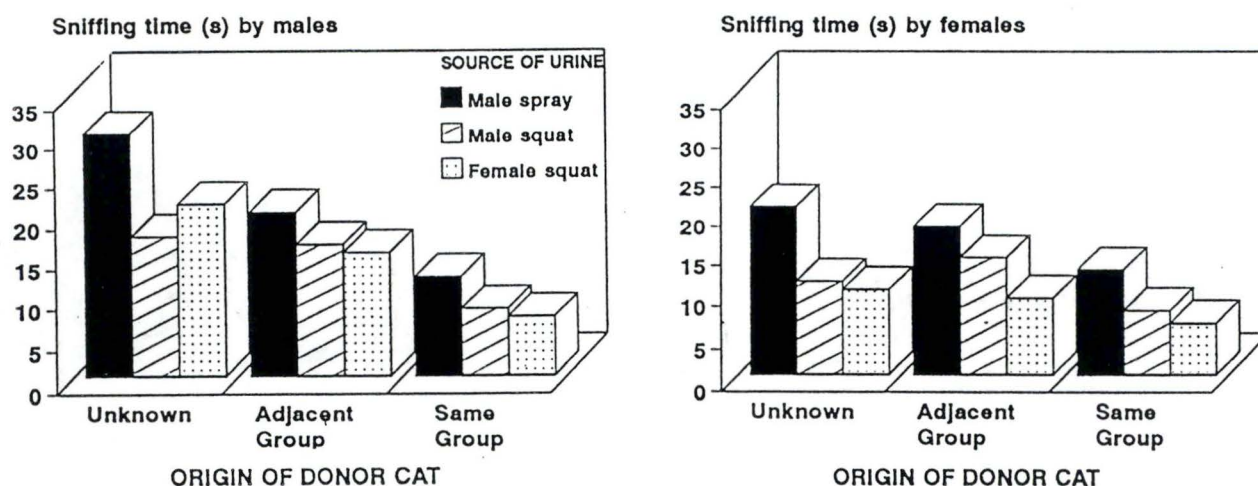 Sniffing time (s) by males
SOURCE OF URINE
Male spray
Male squat
Female squat
35
30
25
20
15
10
5
0
Unknown
Adjacent Group
Same Group
ORIGIN OF DONOR CAT
Sniffing time (s) by females
35
30
25
20
15
10
5
0
Unknown
Adjacent Group
Same Group
ORIGIN OF DONOR CAT